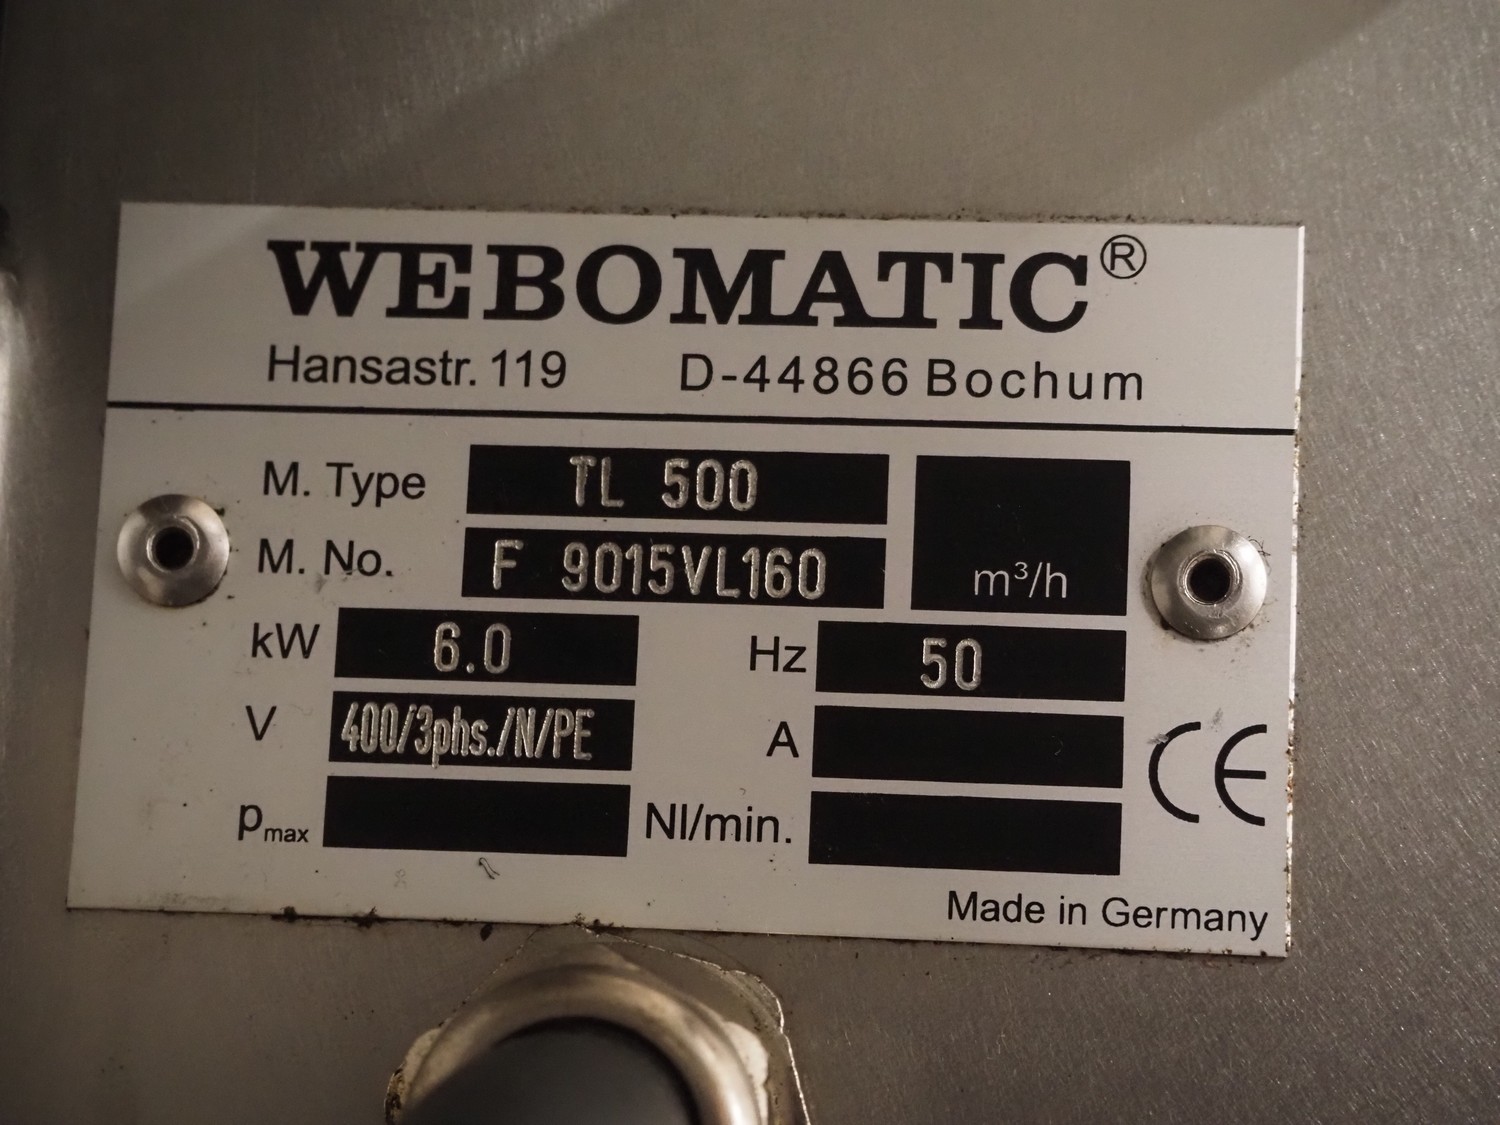 WEBOMATIC®
Hansastr. 119 D-44866 Bochum
M. Type TL 500
M. No. F 9015VL160
m³/h
kW 6.0 Hz 50
V 400/3phs./N/PE A
pmax Nl/min.
CE
Made in Germany